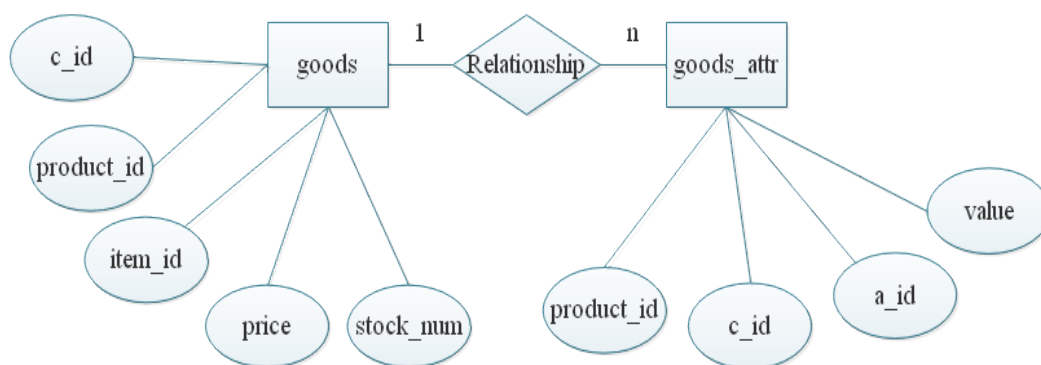 c_id
goods
1
Relationship
n
goods_attr
product_id
value
item_id
a_id
price
stock_num
product_id
c_id